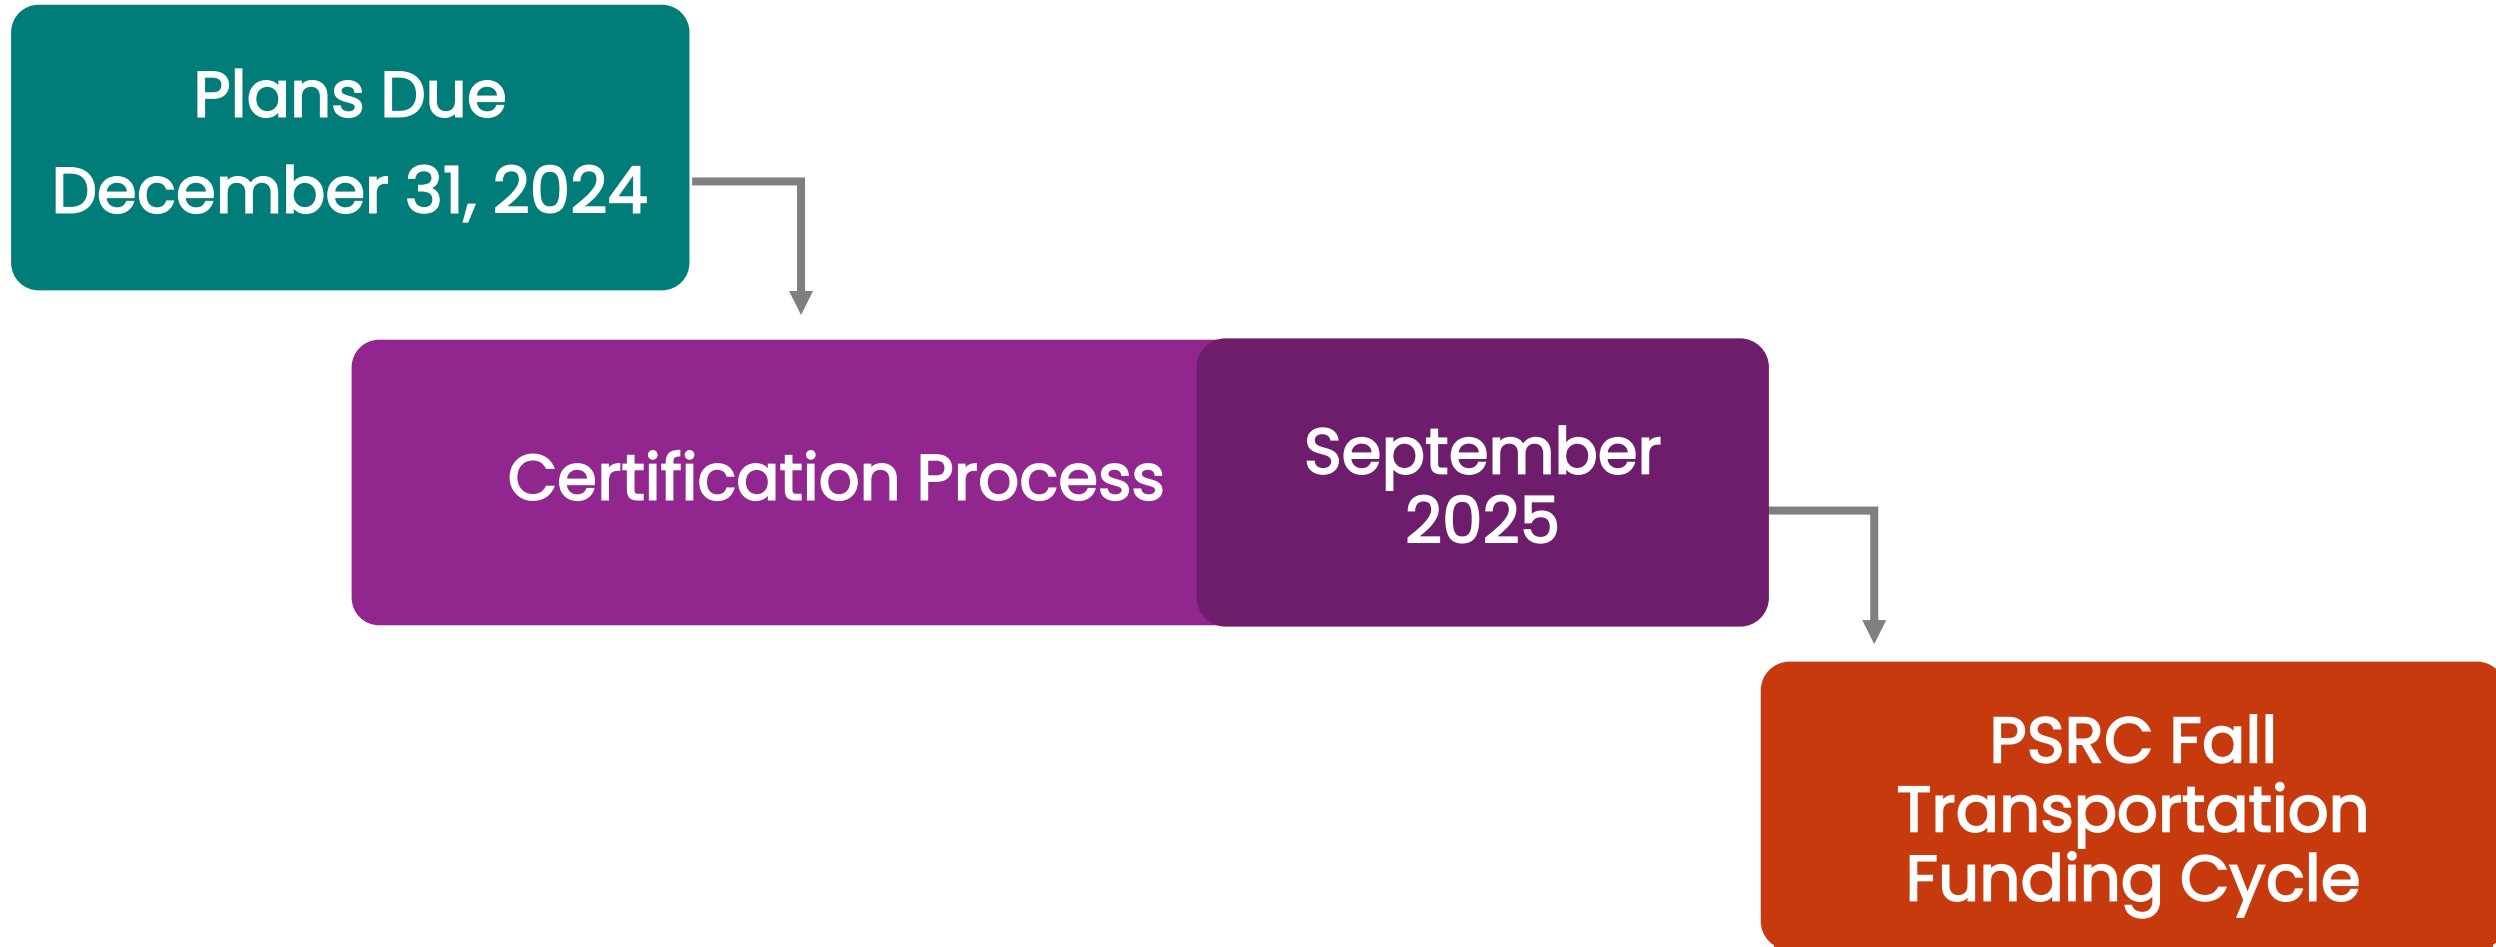 Plans Due
December 31, 2024
Certification Process
September
2025
PSRC Fall
Transportation
Funding Cycle